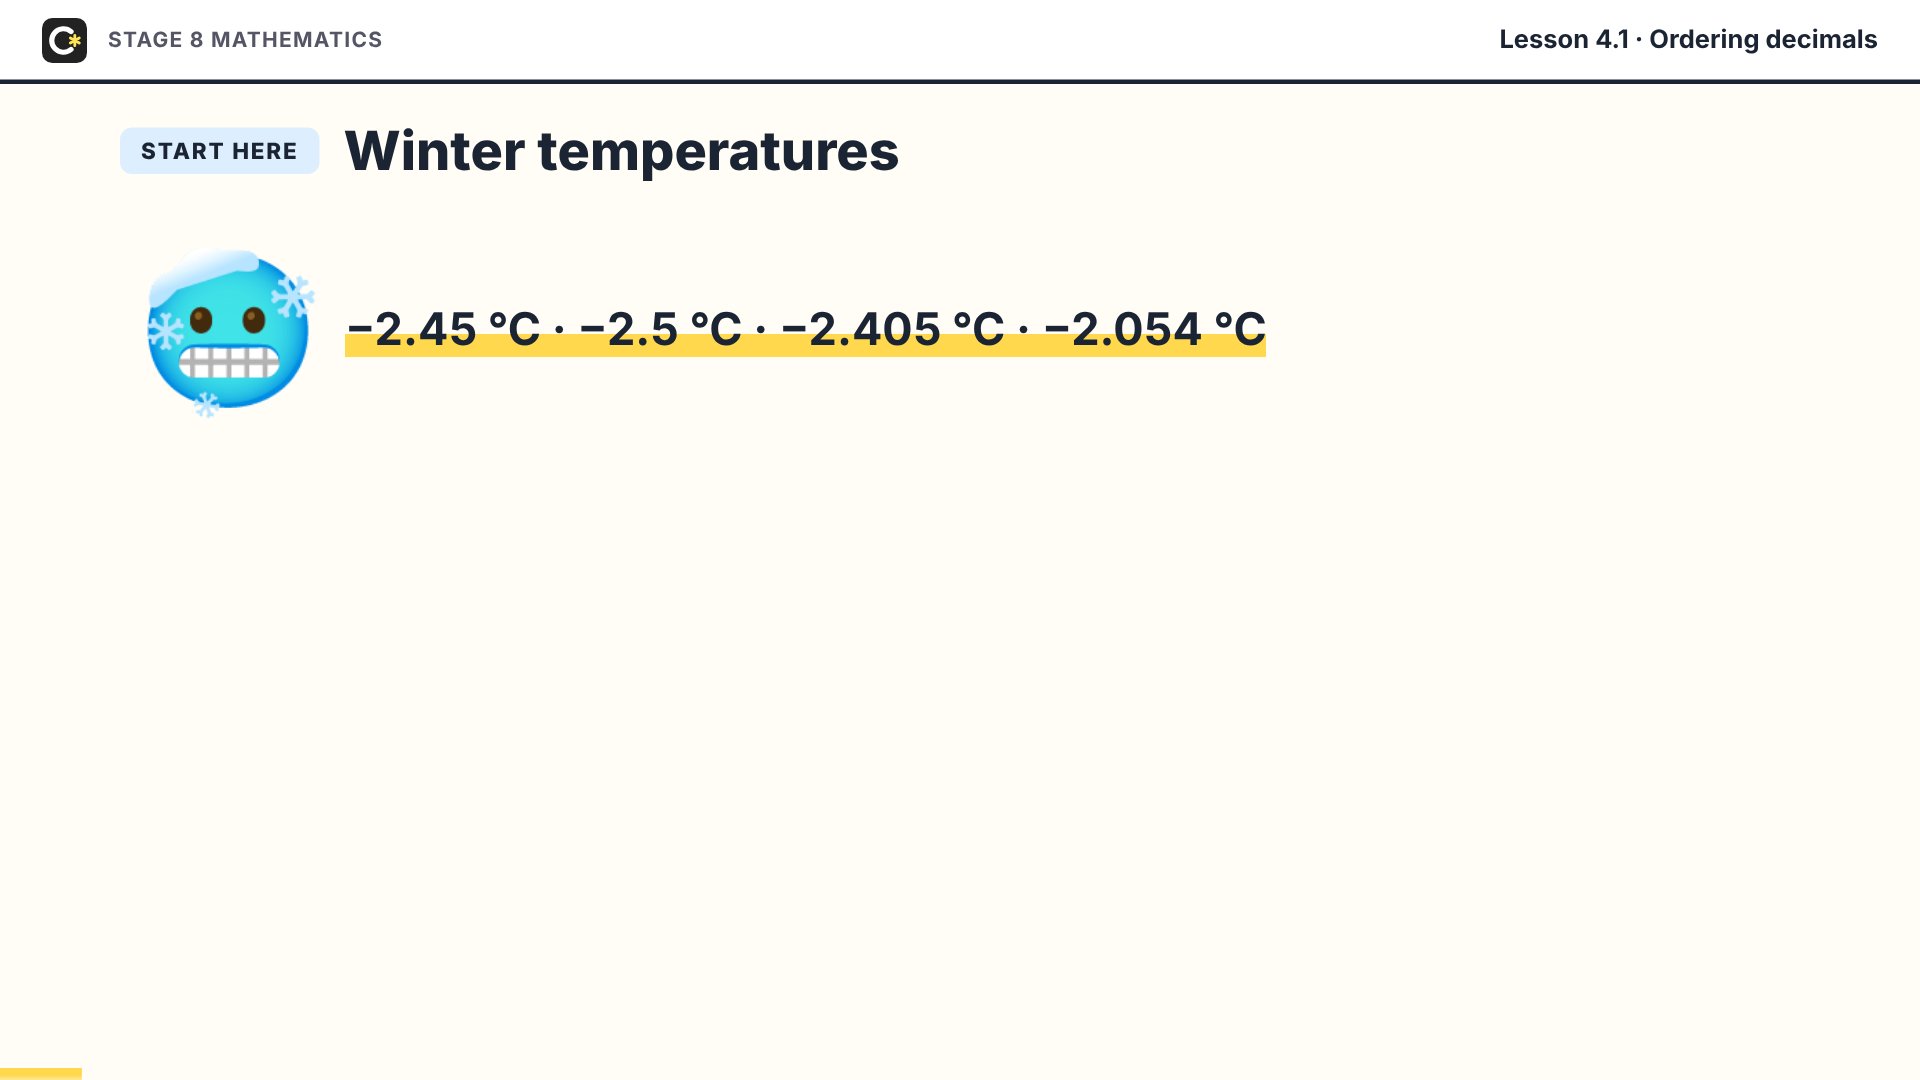 STAGE 8 MATHEMATICS
Lesson 4.1 · Ordering decimals
START HERE
Winter temperatures
−2.45 °C · −2.5 °C · −2.405 °C · −2.054 °C